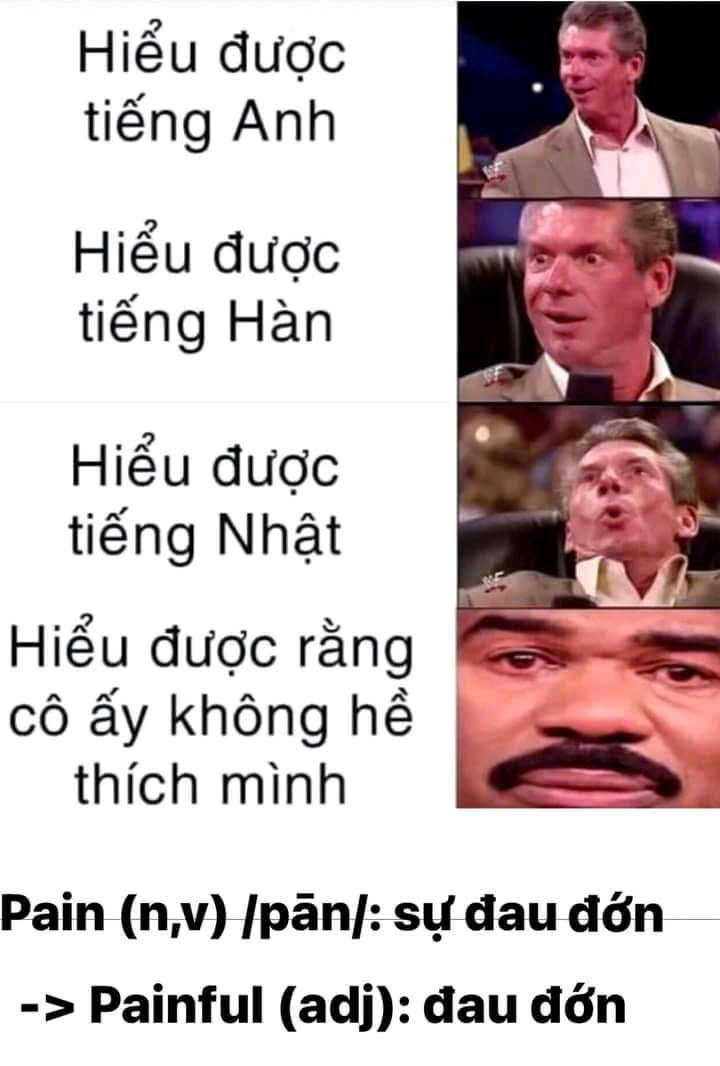 Hiểu được
tiếng Anh
Hiểu được
tiếng Hàn
Hiểu được
tiếng Nhật
Hiểu được rằng
cô ấy không hề
thích mình
Pain (n,v) /pān/: sự đau đớn
-> Painful (adj): đau đớn